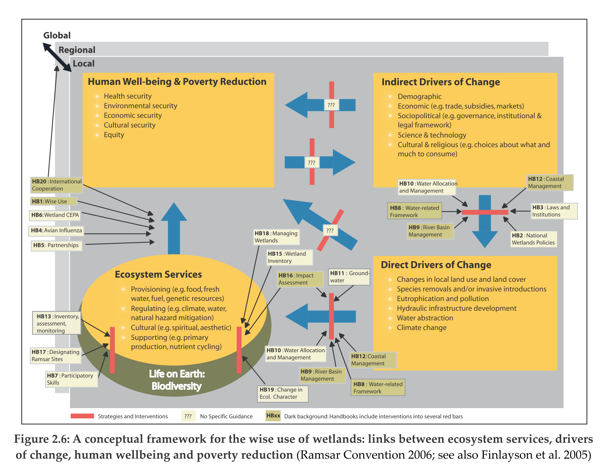 Global
Regional
Local
Human Well-being & Poverty Reduction
Health security
Environmental security
Economic security
Cultural security
Equity
???
???
Indirect Drivers of Change
Demographic
Economic (e.g. trade, subsidies, markets)
Sociopolitical (e.g. governance, institutional &
legal framework)
Science & technology
Cultural & religious (e.g. choices about what and
much to consume)
HB20: International
Cooperation
HB1: Wise Use
HB6: Wetland CEPA
HB4: Avian Influenza
HB5: Partnerships
HB10: Water Allocation
and Management
HB12: Coastal
Management
HB8: Water-related
Framework
HB3: Laws and
Institutions
HB9: River Basin
Management
HB2: National
Wetlands Policies
HB18: Managing
Wetlands
???
HB15: Wetland
Inventory
HB16: Impact
Assessment
HB11: Ground-
water
Ecosystem Services
Provisioning (e.g. food, fresh
water, fuel, genetic resources)
Regulating (e.g. climate, water,
natural hazard mitigation)
Cultural (e.g. spiritual, aesthetic)
Supporting (e.g. primary
production, nutrient cycling)
Life on Earth:
Biodiversity
Direct Drivers of Change
Changes in local land use and land cover
Species removals and/or invasive introductions
Eutrophication and pollution
Hydraulic infrastructure development
Water abstraction
Climate change
HB13: Inventory,
assessment,
monitoring
HB17: Designating
Ramsar Sites
HB7: Participatory
Skills
HB10: Water Allocation
and Management
HB12: Coastal
Management
HB9: River Basin
Management
HB8: Water-related
Framework
HB19: Change in
Ecol. Character
Strategies and Interventions
??? No Specific Guidance
HBxx Dark background: Handbooks include interventions into several red bars
Figure 2.6: A conceptual framework for the wise use of wetlands: links between ecosystem services, drivers
of change, human wellbeing and poverty reduction (Ramsar Convention 2006; see also Finlayson et al. 2005)